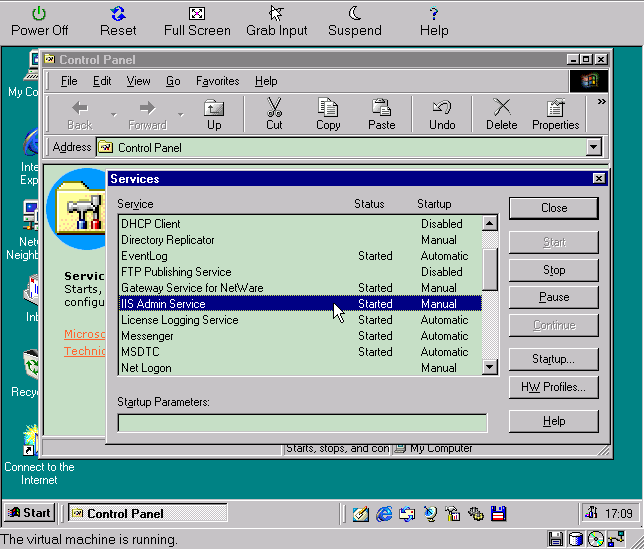 Power Off Reset Full Screen Grab Input Suspend Help
Control Panel
File Edit View Go Favorites Help
Back Forward Up Cut Copy Paste Undo Delete Properties »
Address Control Panel
My Co
Inte
Exp
Net
Neighb
Inb
Recyc
Connect to the
Internet
Servic
Starts,
configu
Microso
Technic
Services
Service Status Startup
DHCP Client Disabled
Directory Replicator Manual
EventLog Started Automatic
FTP Publishing Service Disabled
Gateway Service for NetWare Started Manual
IIS Admin Service Started Manual
License Logging Service Started Automatic
Messenger Started Automatic
MSDTC Started Automatic
Net Logon Manual
Startup Parameters:
Close
Start
Stop
Pause
Continue
Startup...
HW Profiles...
Help
Starts, stops, and con My Computer
Start Control Panel 17:09
The virtual machine is running.